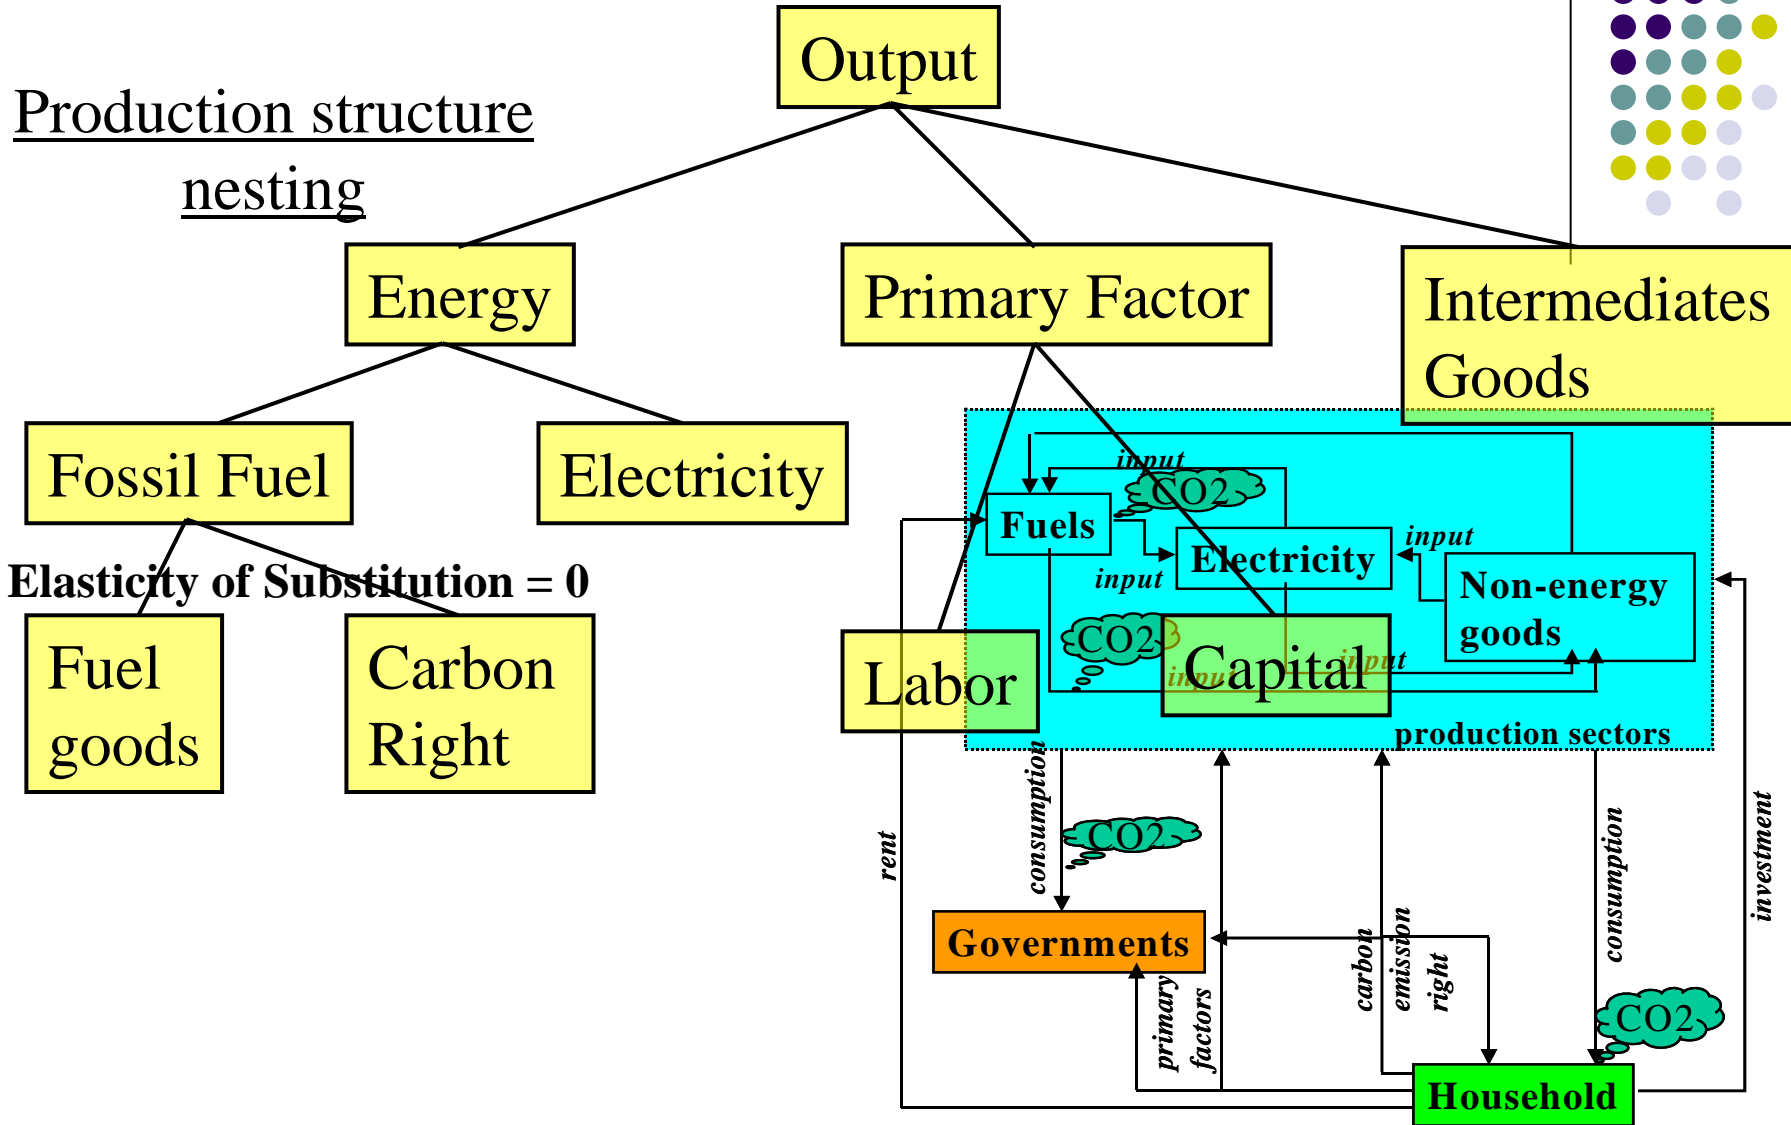 Output
Production structure
nesting
Energy
Primary Factor
Intermediates
Goods
Fossil Fuel
Electricity
Elasticity of Substitution = 0
Fuel
goods
Carbon
Right
Labor
Capital
input
CO2
Fuels
input
Electricity
input
Non-energy
goods
CO2
input
input
production sectors
rent
consumption
CO2
consumption
investment
Governments
primary
factors
carbon
emission
right
CO2
Household